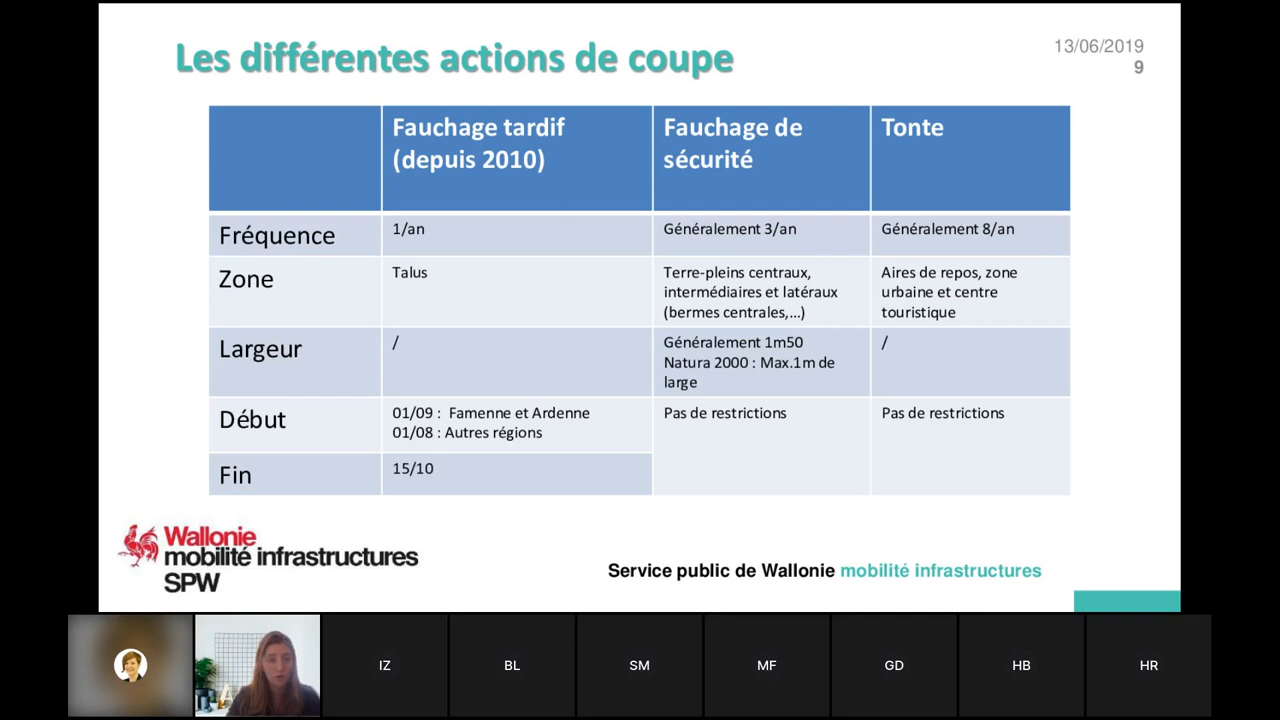 Les différentes actions de coupe
13/06/2019
9
Fauchage tardif
(depuis 2010)
Fauchage de
sécurité
Tonte
Fréquence
1/an
Généralement 3/an
Généralement 8/an
Zone
Talus
Terre-pleins centraux,
intermédiaires et latéraux
(bermes centrales,...)
Aires de repos, zone
urbaine et centre
touristique
Largeur
/
Généralement 1m50
Natura 2000 : Max.1m de
large
/
Début
01/09 : Famenne et Ardenne
01/08 : Autres régions
Pas de restrictions
Pas de restrictions
Fin
15/10
Wallonie
mobilité infrastructures
SPW
Service public de Wallonie mobilité infrastructures
IZ
BL
SM
MF
GD
HB
HR